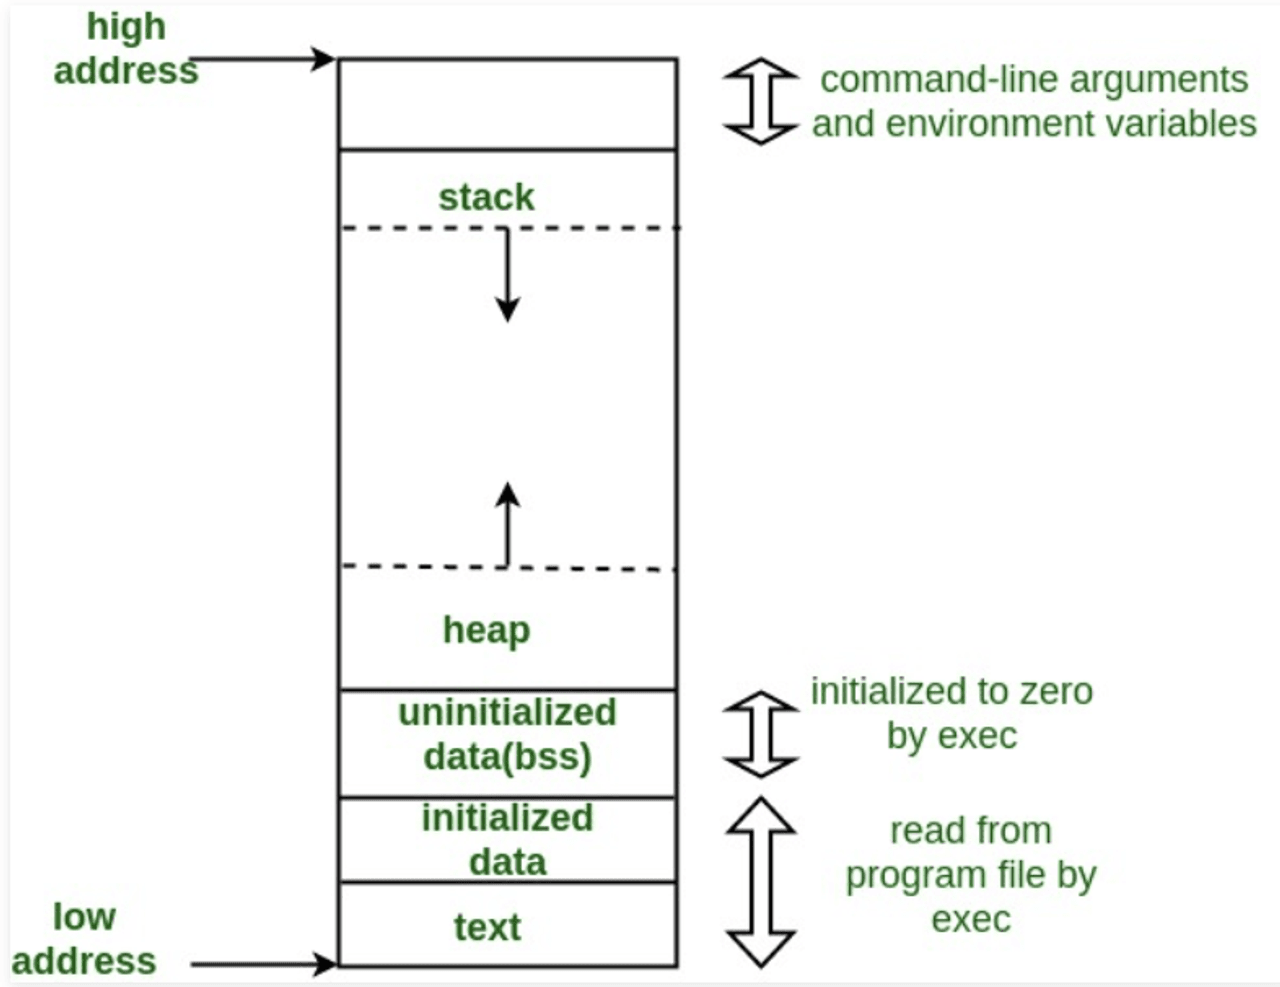 high
address
command-line arguments
and environment variables
stack
heap
uninitialized
data(bss)
initialized to zero
by exec
initialized
data
read from
program file by
exec
text
low
address